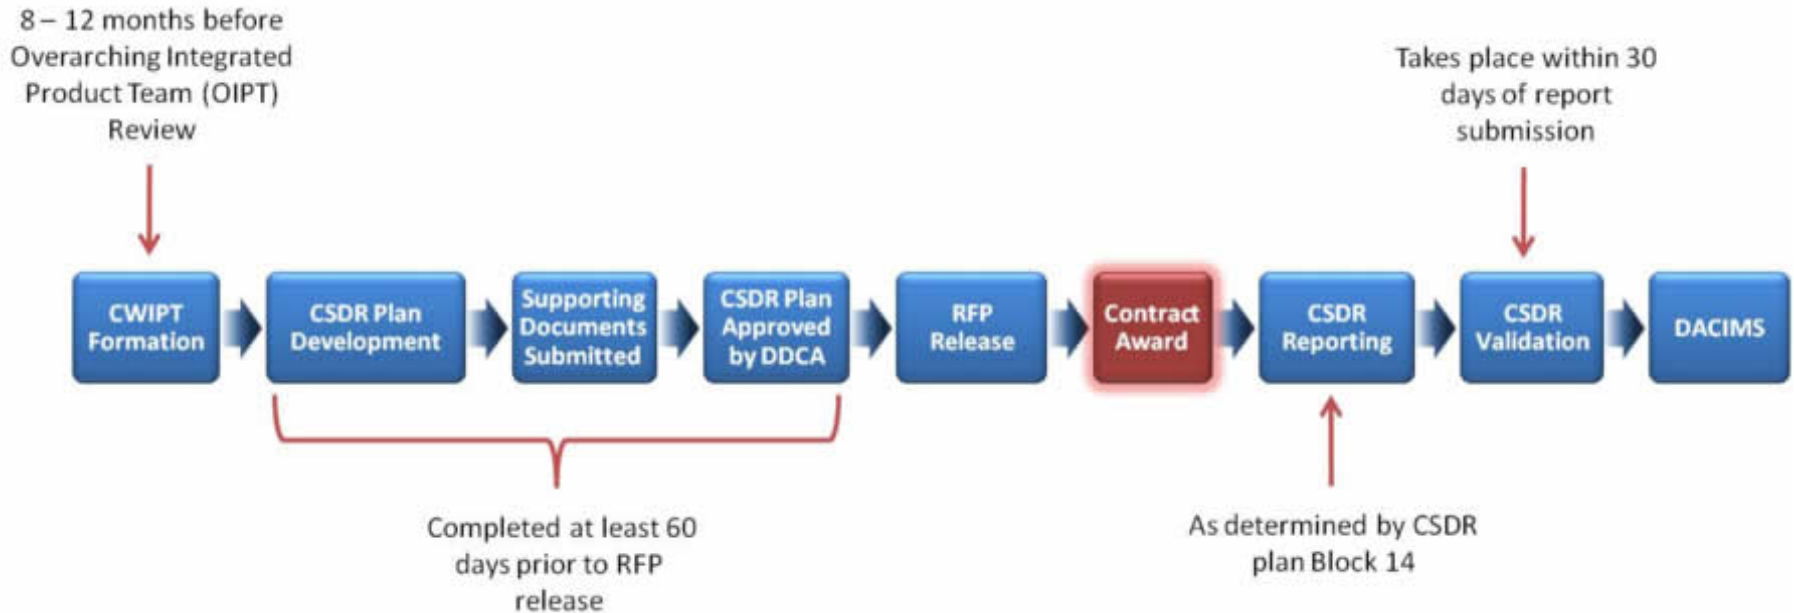 8 – 12 months before
Overarching Integrated
Product Team (OIPT)
Review
Takes place within 30
days of report
submission
CWIPT
Formation
CSDR Plan
Development
Supporting
Documents
Submitted
CSDR Plan
Approved
by DDCA
RFP
Release
Contract
Award
CSDR
Reporting
CSDR
Validation
DACIMS
Completed at least 60
days prior to RFP
release
As determined by CSDR
plan Block 14